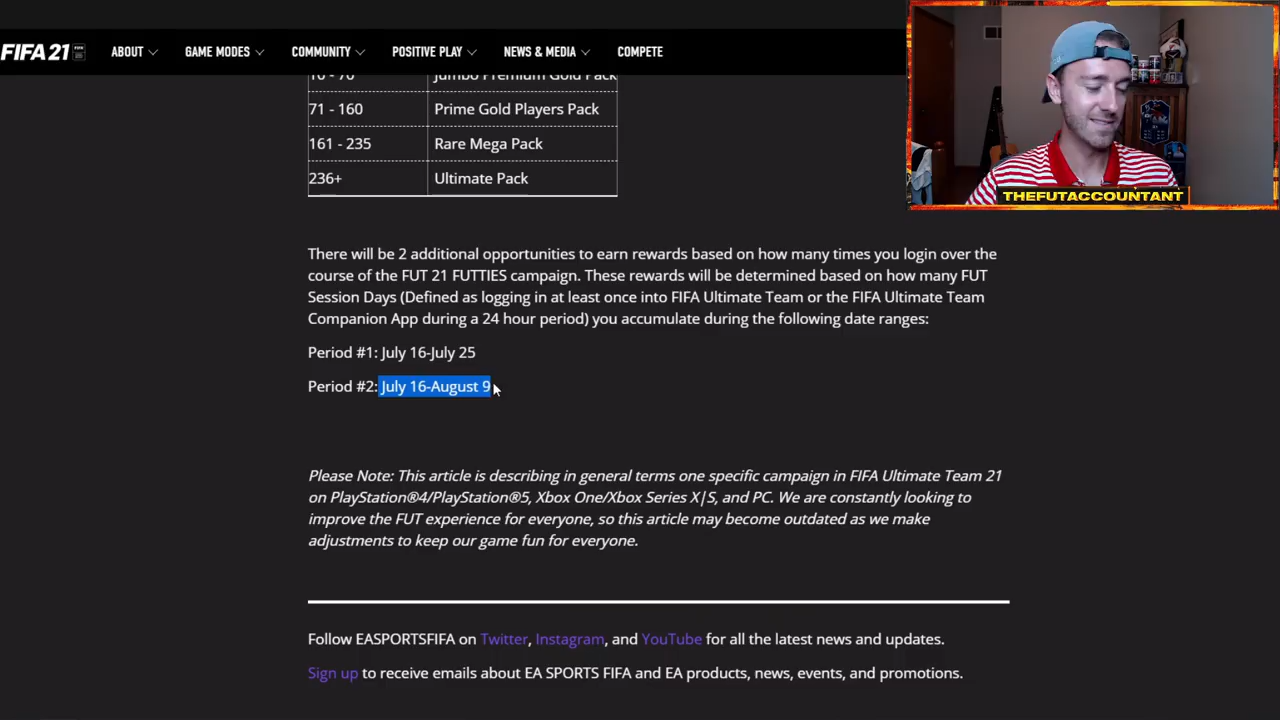 FIFA 21
ABOUT
GAME MODES
COMMUNITY
POSITIVE PLAY
NEWS & MEDIA
COMPETE
Jumbo Premium Gold Pack
71 - 160
Prime Gold Players Pack
161 - 235
Rare Mega Pack
236+
Ultimate Pack
THEFUTACCOUNTANT
There will be 2 additional opportunities to earn rewards based on how many times you login over the
course of the FUT 21 FUTTIES campaign. These rewards will be determined based on how many FUT
Session Days (Defined as logging in at least once into FIFA Ultimate Team or the FIFA Ultimate Team
Companion App during a 24 hour period) you accumulate during the following date ranges:
Period #1: July 16-July 25
Period #2: July 16-August 9
Please Note: This article is describing in general terms one specific campaign in FIFA Ultimate Team 21
on PlayStation®4/PlayStation®5, Xbox One/Xbox Series X|S, and PC. We are constantly looking to
improve the FUT experience for everyone, so this article may become outdated as we make
adjustments to keep our game fun for everyone.
Follow EASPORTSFIFA on Twitter, Instagram, and YouTube for all the latest news and updates.
Sign up to receive emails about EA SPORTS FIFA and EA products, news, events, and promotions.